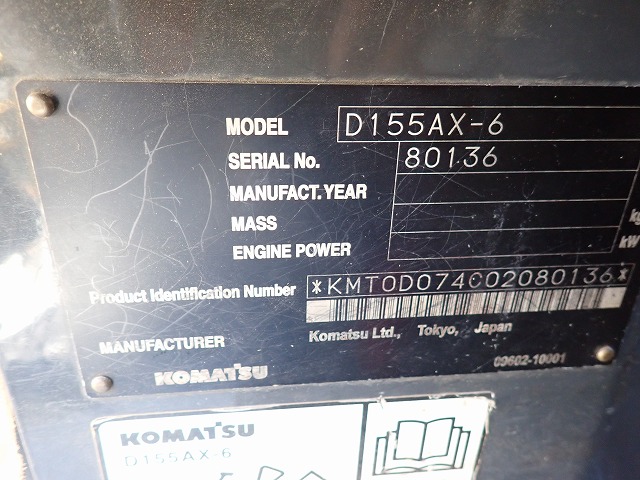 MODEL D155AX-6
SERIAL No. 80136
MANUFACT. YEAR
MASS kg
ENGINE POWER kW
Product Identification Number *KMT0D074C02080136*
MANUFACTURER Komatsu Ltd., Tokyo, Japan
KOMATSU 09602-10001
KOMATSU
D155AX-6